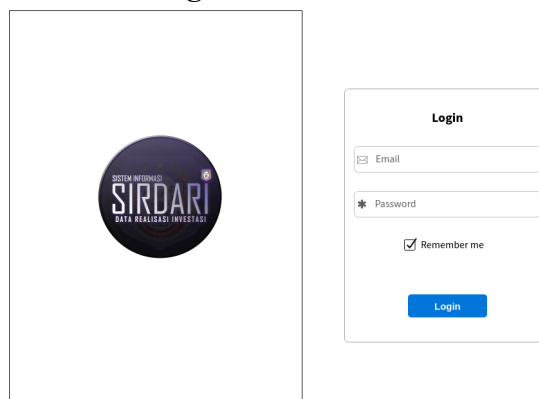 SISTEM INFORMASI
SIRDARI
DATA REALISASI INVESTASI
Login
Email
Password
Remember me
Login